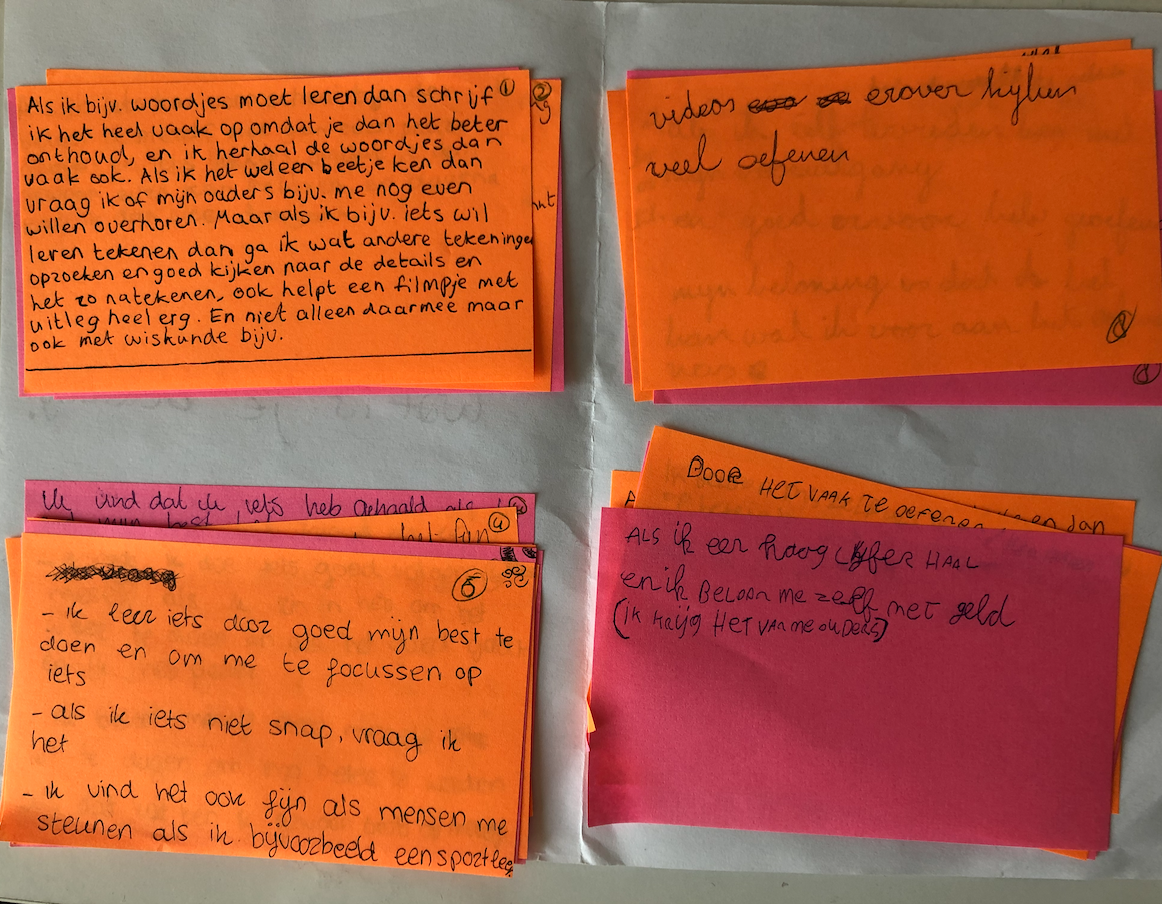 Als ik bijv. woordjes moet leren dan schrijf ①
ik het heel vaak op omdat je dan het beter
onthoud, en ik herhaal de woordjes dan
vaak ook. Als ik het wel een beetje ken dan
vraag ik of mijn ouders bijv. me nog even
willen overhoren. Maar als ik bijv. iets wil
leren tekenen dan ga ik wat andere tekeningen
opzoeken en goed kijken naar de details en
het zo natekenen, ook helpt een filmpje met
uitleg heel erg. En niet alleen daarmee maar
ook met wiskunde bijv.
②
videos erover kijken
veel oefenen
Ik vind dat ik iets heb gehaald als
④
⑤
- ik leer iets door goed mijn best te
doen en om me te focussen op
iets
- als ik iets niet snap, vraag ik
het
- ik vind het ook fijn als mensen me
steunen als ik bijvoorbeeld een sport leer
Door HET VAAK TE oefenen en dan
ALS ik een hoog cijfer HAAL
en ik BELOON me zelf met geld
(IK KRIJG HET VAN ME OUDERS)